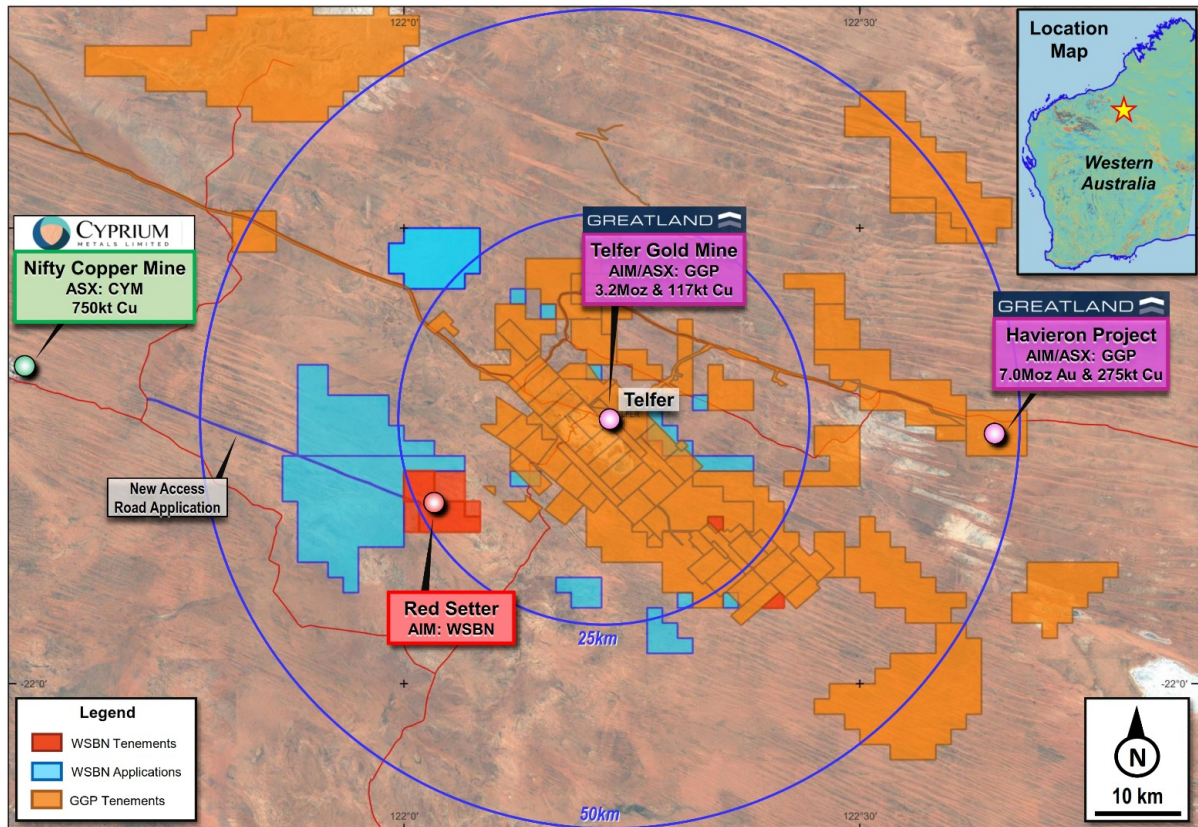 122°0'
122°30'
Location
Map
Western
Australia
CYPRIUM
METALS LIMITED
Nifty Copper Mine
ASX: CYM
750kt Cu
GREATLAND
Telfer Gold Mine
AIM/ASX: GGP
3.2Moz & 117kt Cu
GREATLAND
Havieron Project
AIM/ASX: GGP
7.0Moz Au & 275kt Cu
Telfer
New Access
Road Application
Red Setter
AIM: WSBN
25km
-22°0'
-22°0'
Legend
WSBN Tenements
WSBN Applications
GGP Tenements
50km
N
10 km
122°0'
122°30'